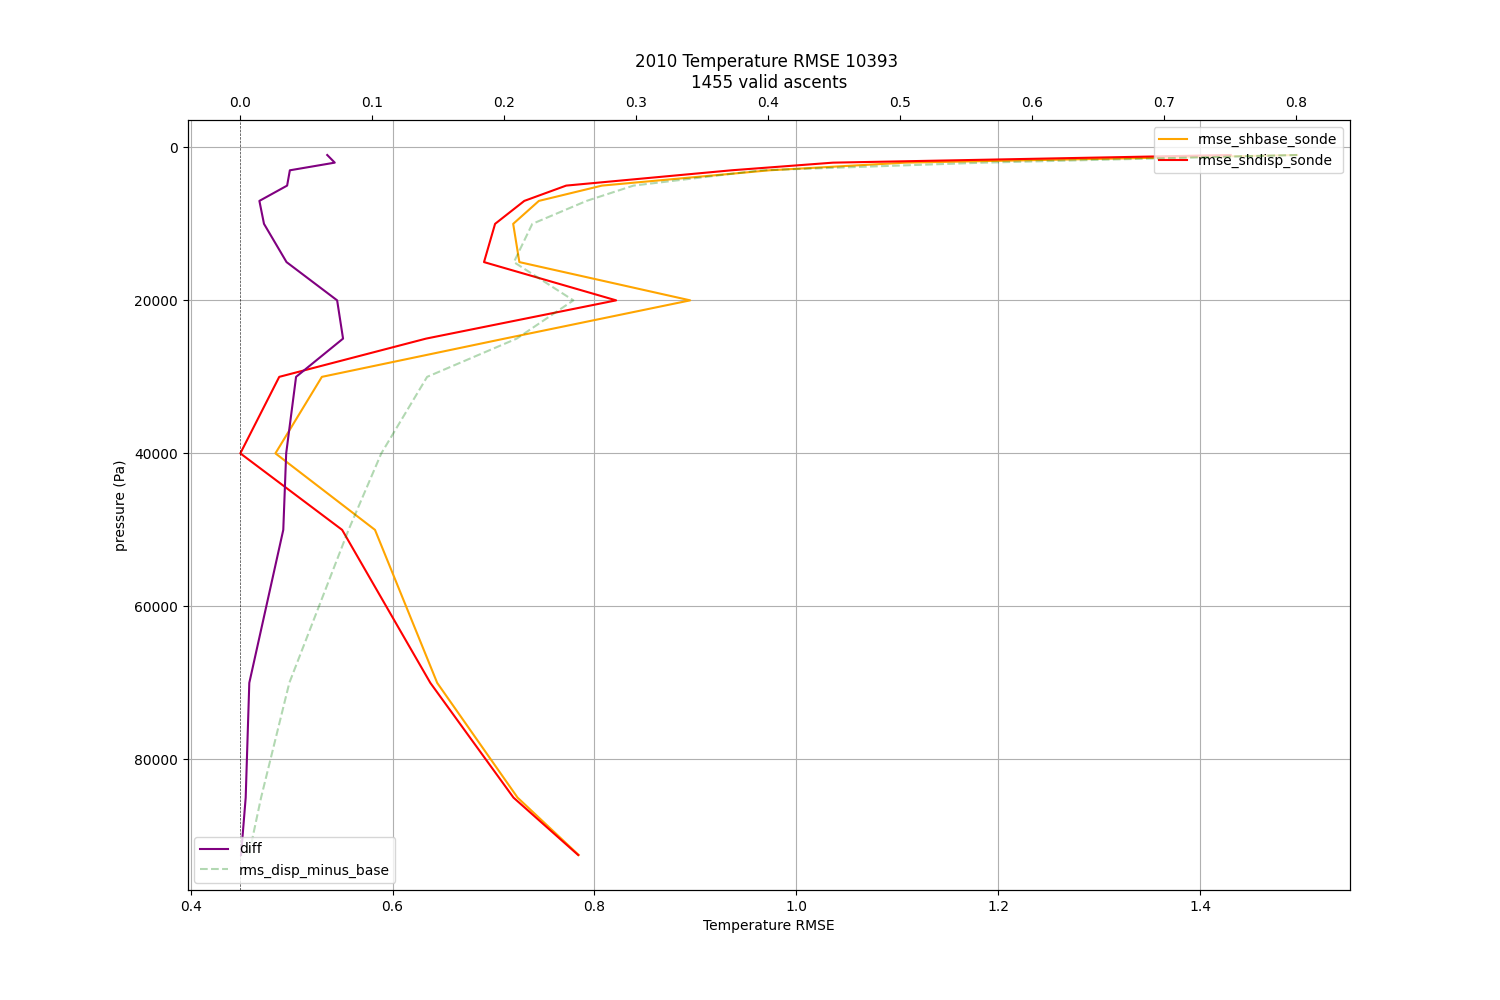 2010 Temperature RMSE 10393
1455 valid ascents
0.0 0.1 0.2 0.3 0.4 0.5 0.6 0.7 0.8
rmse_shbase_sonde
rmse_shdisp_sonde
0
20000
40000
60000
80000
pressure (Pa)
diff
rms_disp_minus_base
0.4 0.6 0.8 1.0 1.2 1.4
Temperature RMSE